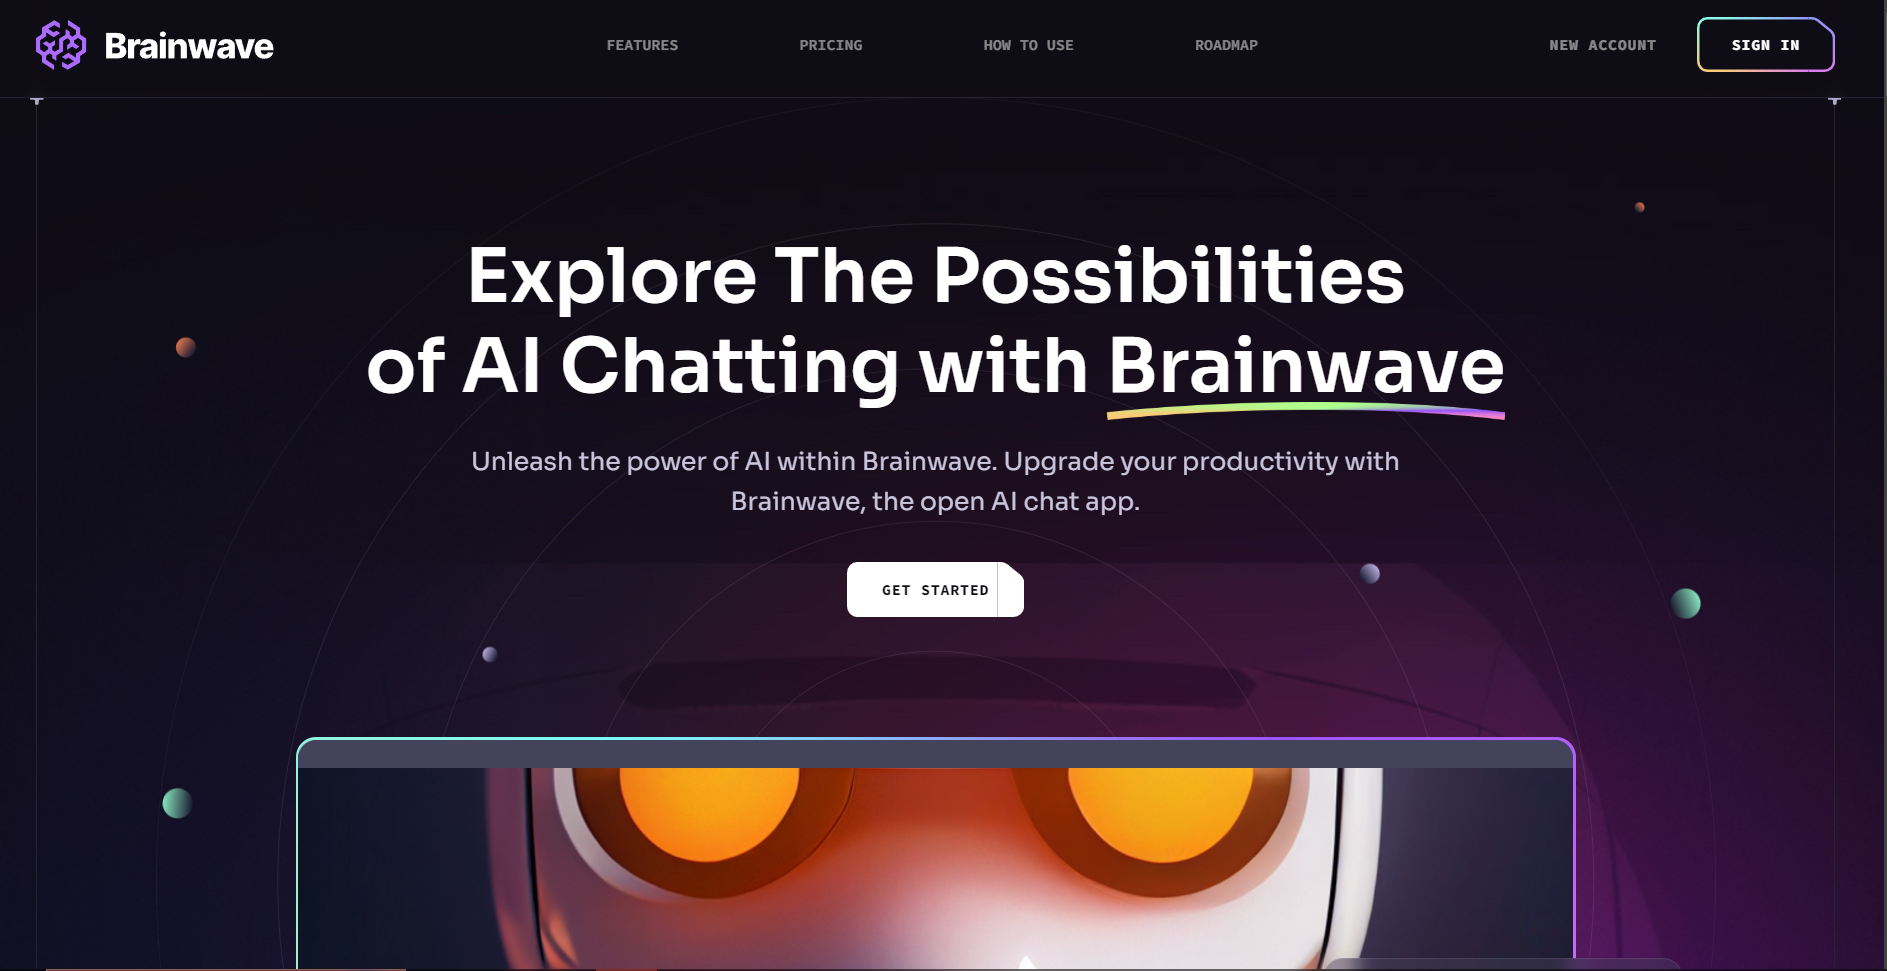 Brainwave
FEATURES
PRICING
HOW TO USE
ROADMAP
NEW ACCOUNT
SIGN IN
Explore The Possibilities
of AI Chatting with Brainwave
Unleash the power of AI within Brainwave. Upgrade your productivity with
Brainwave, the open AI chat app.
GET STARTED